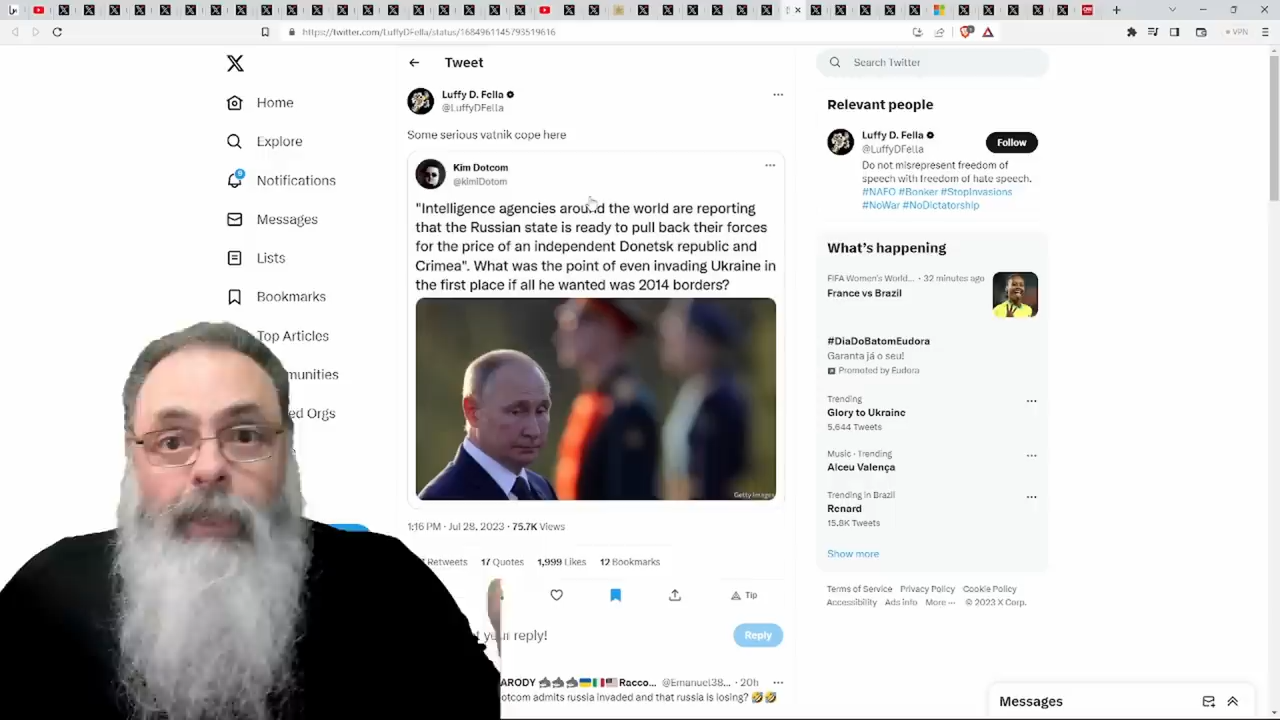 https://twitter.com/LuffyDFella/status/1684961145793519616
VPN
Home
Explore
9
Notifications
Messages
Lists
Bookmarks
Top Articles
ed Orgs
Tweet
Luffy D. Fella
@LuffyDFella
Some serious vatnik cope here
Kim Dotcom
@kimlDotom
"Intelligence agencies around the world are reporting
that the Russian state is ready to pull back their forces
for the price of an independent Donetsk republic and
Crimea". What was the point of even invading Ukraine in
the first place if all he wanted was 2014 borders?
Getty Images
1:16 PM · Jul 28, 2023 · 75.7K Views
Retweets 17 Quotes 1,999 Likes 12 Bookmarks
Tip
your reply!
Reply
ARODY Racco... @Emanuel38... · 20h
otcom admits russia invaded and that russia is losing?
Search Twitter
Relevant people
Luffy D. Fella
@LuffyDFella
Follow
Do not misrepresent freedom of
speech with freedom of hate speech.
#NAFO #Bonker #StopInvasions
#NoWar #NoDictatorship
What's happening
FIFA Women's World... · 32 minutes ago
France vs Brazil
#DiaDoBatomEudora
Garanta já o seu!
Promoted by Eudora
Trending
Glory to Ukraine
5,644 Tweets
Music · Trending
Alceu Valença
Trending in Brazil
Renard
15.8K Tweets
Show more
Terms of Service Privacy Policy Cookie Policy
Accessibility Ads info More ··· © 2023 X Corp.
Messages